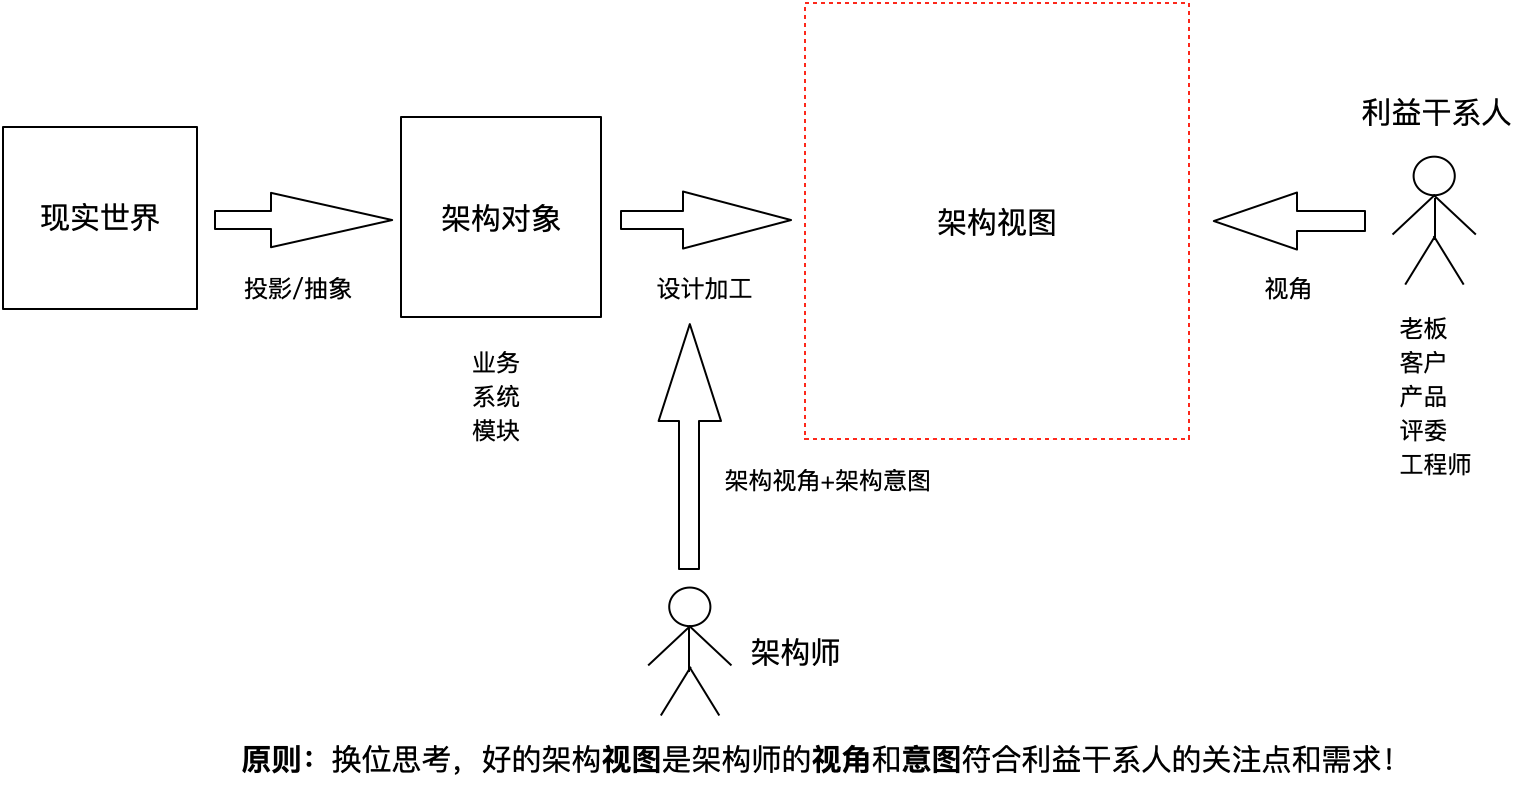 利益干系人
现实世界
架构对象
架构视图
投影/抽象
设计加工
视角
业务
系统
模块
老板
客户
产品
评委
工程师
架构视角+架构意图
架构师
原则：换位思考，好的架构视图是架构师的视角和意图符合利益干系人的关注点和需求！